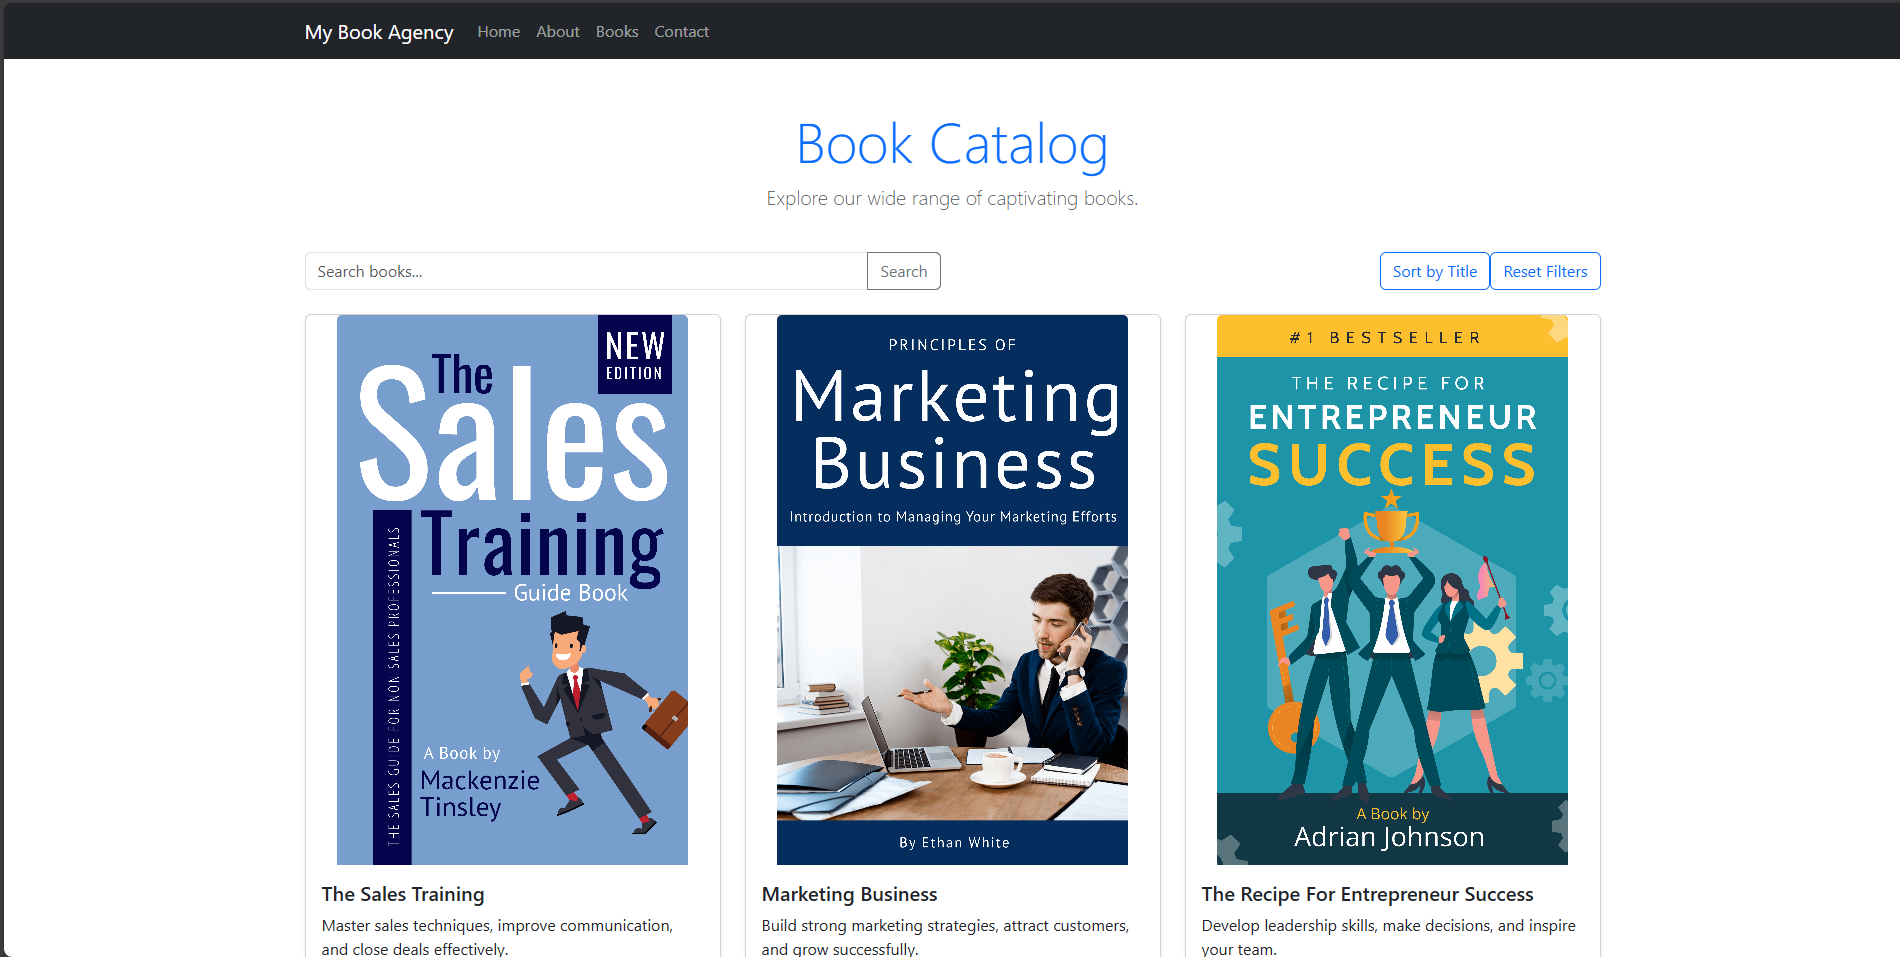 My Book Agency
Home
About
Books
Contact
Book Catalog
Explore our wide range of captivating books.
Search books...
Search
Sort by Title
Reset Filters
NEW
EDITION
The
Sales
Training
Guide Book
THE SALES GUIDE FOR NON SALES PROFESSIONALS
A Book by
Mackenzie
Tinsley
The Sales Training
Master sales techniques, improve communication,
and close deals effectively.
PRINCIPLES OF
Marketing
Business
Introduction to Managing Your Marketing Efforts
By Ethan White
Marketing Business
Build strong marketing strategies, attract customers,
and grow successfully.
#1 BESTSELLER
THE RECIPE FOR
ENTREPRENEUR
SUCCESS
A Book by
Adrian Johnson
The Recipe For Entrepreneur Success
Develop leadership skills, make decisions, and inspire
your team.